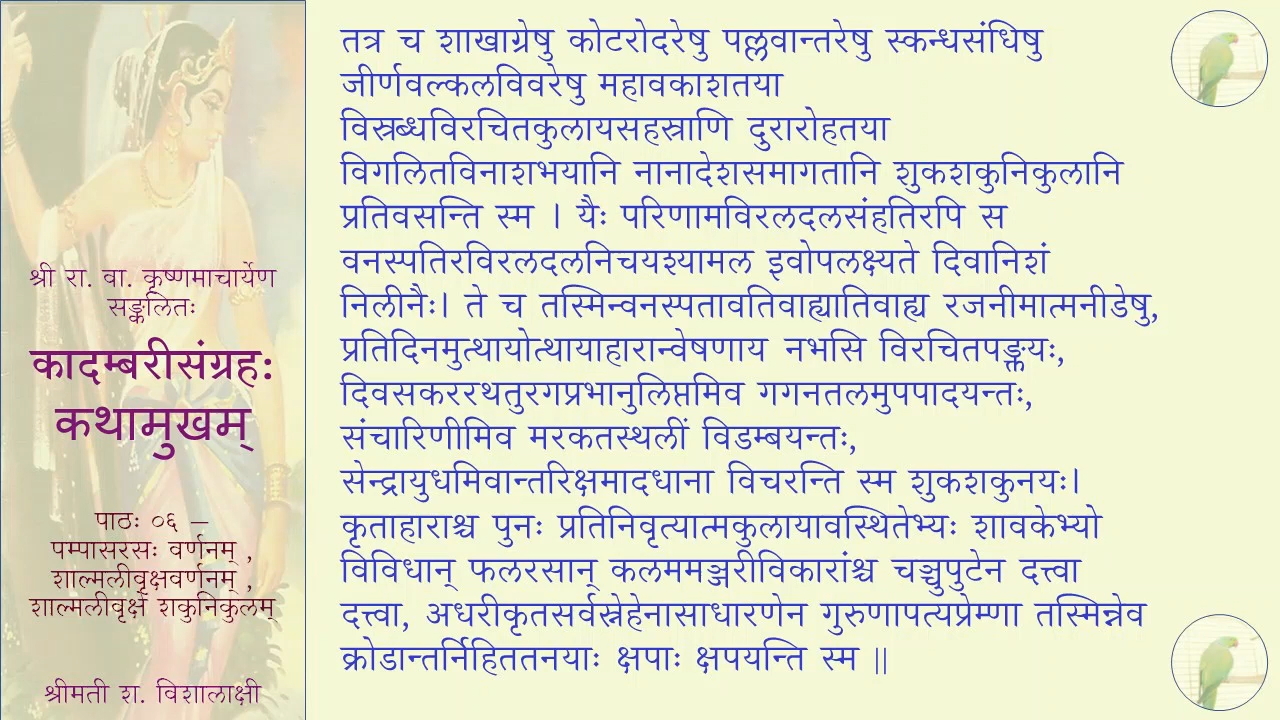 श्री रा. वा. कृष्णमाचार्येण
सङ्कलितः
कादम्बरीसंग्रहः
कथामुखम्
पाठः ०६ –
पम्पासरसः वर्णनम् ,
शाल्मलीवृक्षवर्णनम् ,
शाल्मलीवृक्षे शकुनिकुलम्
श्रीमती रा. विशालाक्षी
तत्र च शाखाग्रेषु कोटरोदरेषु पल्लवान्तरेषु स्कन्धसंधिषु
जीर्णवल्कलविवरेषु महावकाशतया
विस्रब्धविरचितकुलायसहस्राणि दुरारोहतया
विगलितविनाशभयानि नानादेशसमागतानि शुकशकुनिकुलानि
प्रतिवसन्ति स्म । यैः परिणामविरलदलसंहतिरपि स
वनस्पतिरविरलदलनिचयश्यामल इवोपलक्ष्यते दिवानिशं
निलीनैः। ते च तस्मिन्वनस्पतावतिवाह्यातिवाह्य रजनीमात्मनीडेषु,
प्रतिदिनमुत्थायोत्थायाहारान्वेषणाय नभसि विरचितपङ्क्तयः,
दिवसकररथतुरगप्रभानुलिप्तमिव गगनतलमुपपादयन्तः,
संचारिणीमिव मरकतस्थलीं विडम्बयन्तः,
सेन्द्रायुधमिवान्तरिक्षमादधाना विचरन्ति स्म शुकशकुनयः।
कृताहाराश्च पुनः प्रतिनिवृत्यात्मकुलायावस्थितेभ्यः शावकेभ्यो
विविधान् फलरसान् कलममञ्जरीविकारांश्च चञ्चुपुटेन दत्त्वा
दत्त्वा, अधरीकृतसर्वस्नेहेनासाधारणेन गुरुणापत्यप्रेम्णा तस्मिन्नेव
क्रोडान्तर्निहिततनयाः क्षपाः क्षपयन्ति स्म ॥